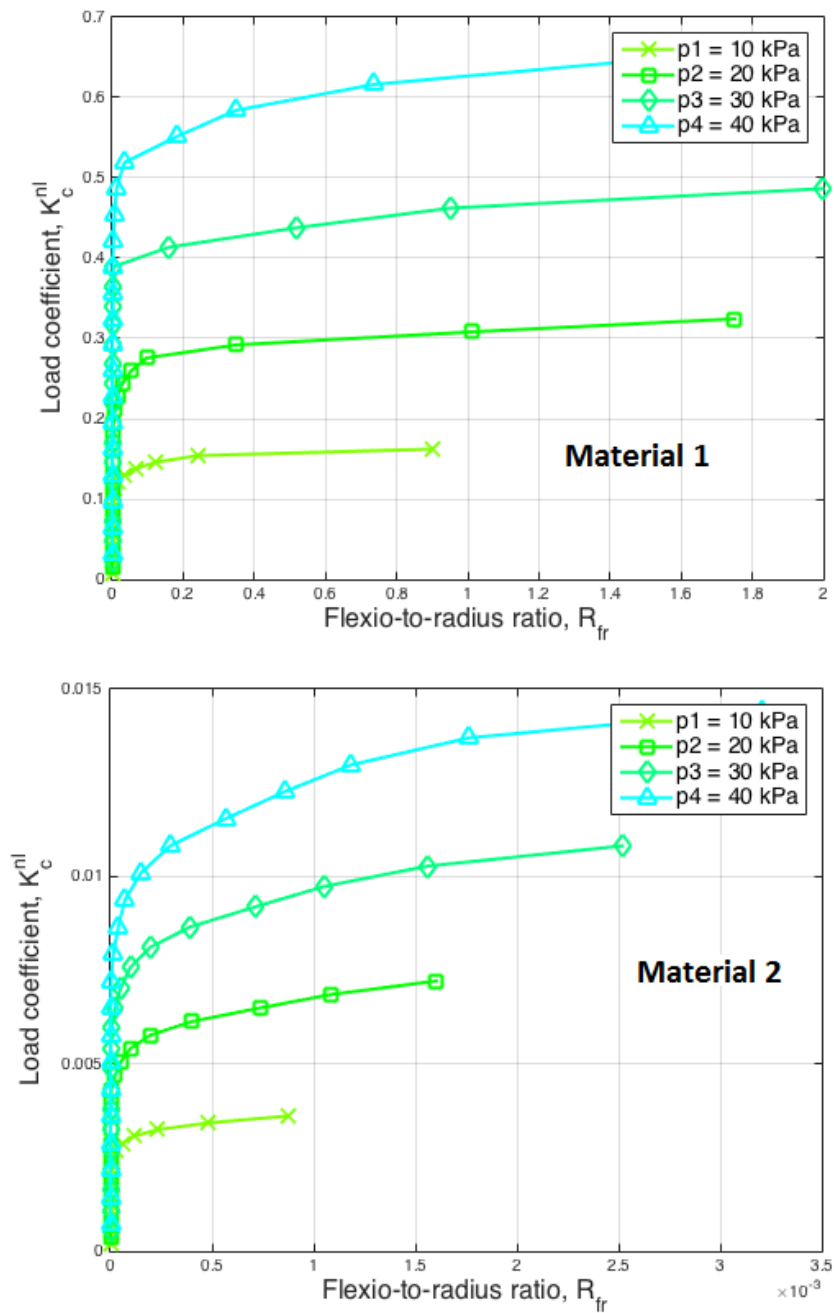 0.7
0.6
0.5
0.4
0.3
0.2
0.1
0
Load coefficient, K_c^nl
p1 = 10 kPa
p2 = 20 kPa
p3 = 30 kPa
p4 = 40 kPa
Material 1
0 0.2 0.4 0.6 0.8 1 1.2 1.4 1.6 1.8 2
Flexio-to-radius ratio, R_fr
0.015
0.01
0.005
0
Load coefficient, K_c^nl
p1 = 10 kPa
p2 = 20 kPa
p3 = 30 kPa
p4 = 40 kPa
Material 2
0 0.5 1 1.5 2 2.5 3 3.5
Flexio-to-radius ratio, R_fr
×10^-3